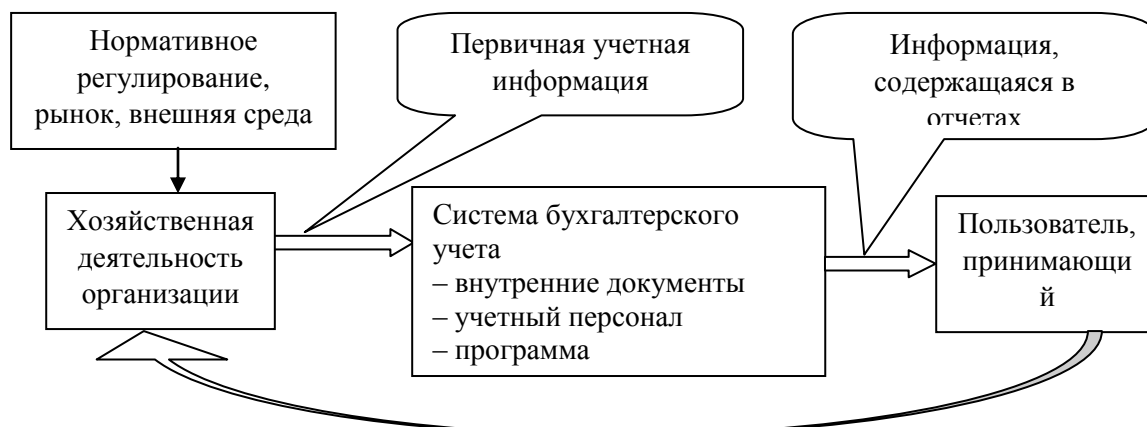 Нормативное
регулирование,
рынок, внешняя среда
Первичная учетная
информация
Информация,
содержащаяся в
отчетах
Хозяйственная
деятельность
организации
Система бухгалтерского
учета
– внутренние документы
– учетный персонал
– программа
Пользователь,
принимающи
й